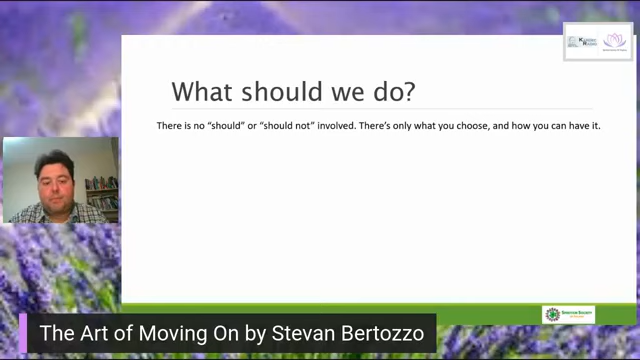 What should we do?
There is no “should” or “should not” involved. There’s only what you choose, and how you can have it.
The Art of Moving On by Stevan Bertozzo